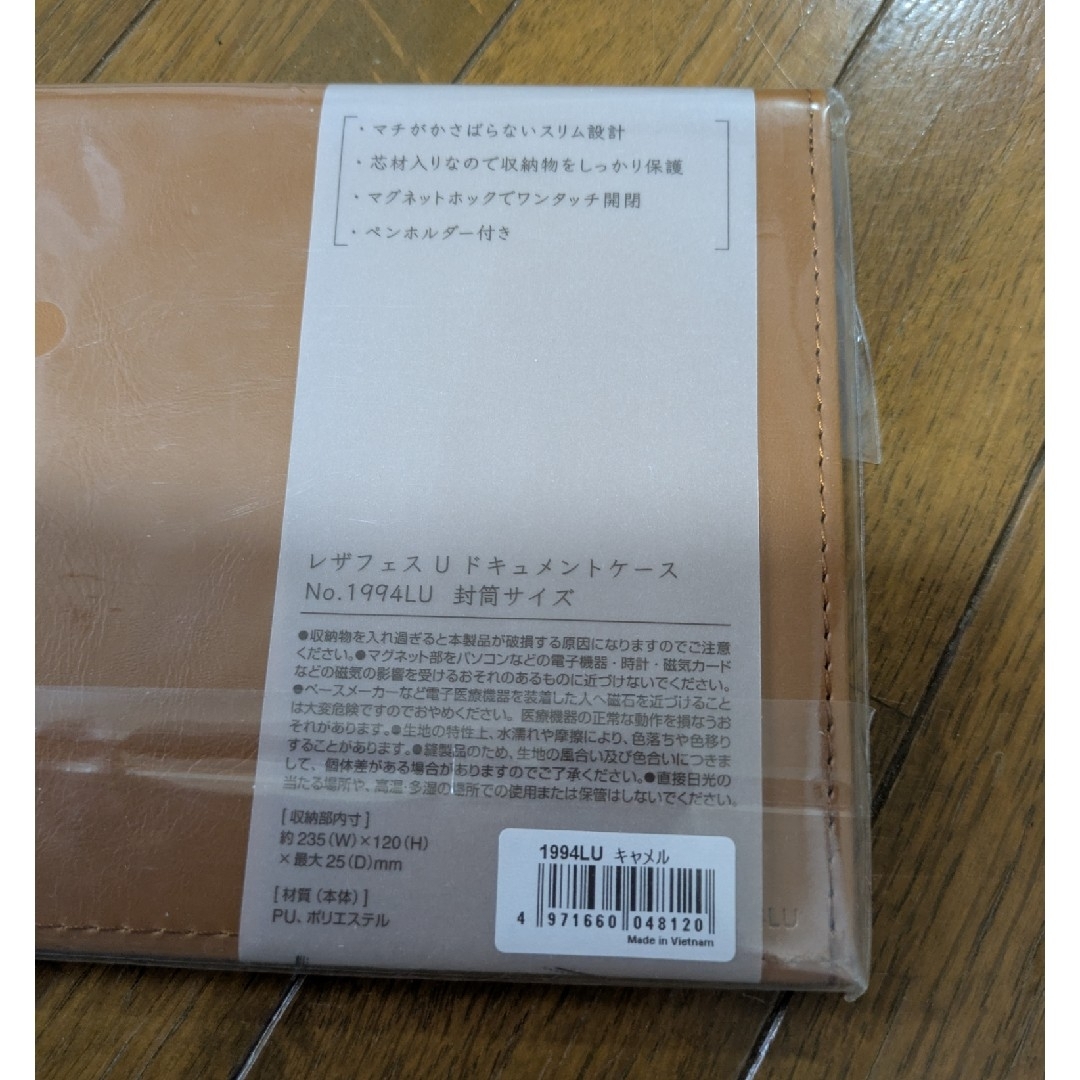 ・マチがかさばらないスリム設計
・芯材入りなので収納物をしっかり保護
・マグネットホックでワンタッチ開閉
・ペンホルダー付き
レザフェス U ドキュメントケース
No.1994LU 封筒サイズ
●収納物を入れ過ぎると本製品が破損する原因になりますのでご注意
ください。●マグネット部をパソコンなどの電子機器・時計・磁気カード
などの磁気の影響を受けるおそれのあるものに近づけないでください。
●ペースメーカーなど電子医療機器を装着した人へ磁石を近づけること
は大変危険ですのでおやめください。医療機器の正常な動作を損なうお
それがあります。●生地の特性上、水濡れや摩擦により、色落ちや色移り
することがあります。●縫製品のため、生地の風合い及び色合いにつきま
して、個体差がある場合がありますのでご了承ください。●直接日光の
当たる場所や、高温・多湿の場所での使用または保管はしないでください。
[収納部内寸]
約235(W)×120(H)
×最大25(D)mm
[材質(本体)]
PU、ポリエステル
1994LU キャメル
4 971660 048120
Made in Vietnam
LU